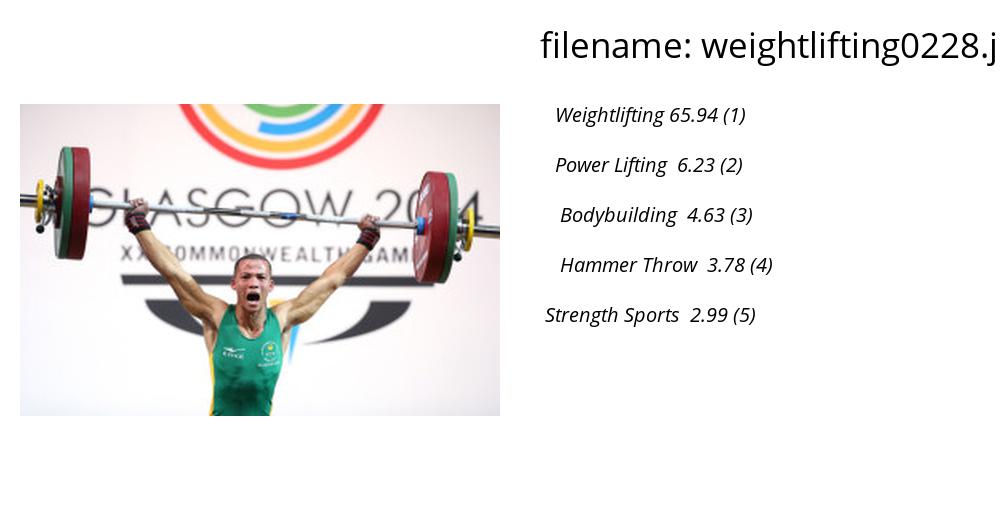 filename: weightlifting0228.j
Weightlifting 65.94 (1)
Power Lifting 6.23 (2)
Bodybuilding 4.63 (3)
Hammer Throw 3.78 (4)
Strength Sports 2.99 (5)
GLASGOW 2014
XX COMMONWEALTH GAM